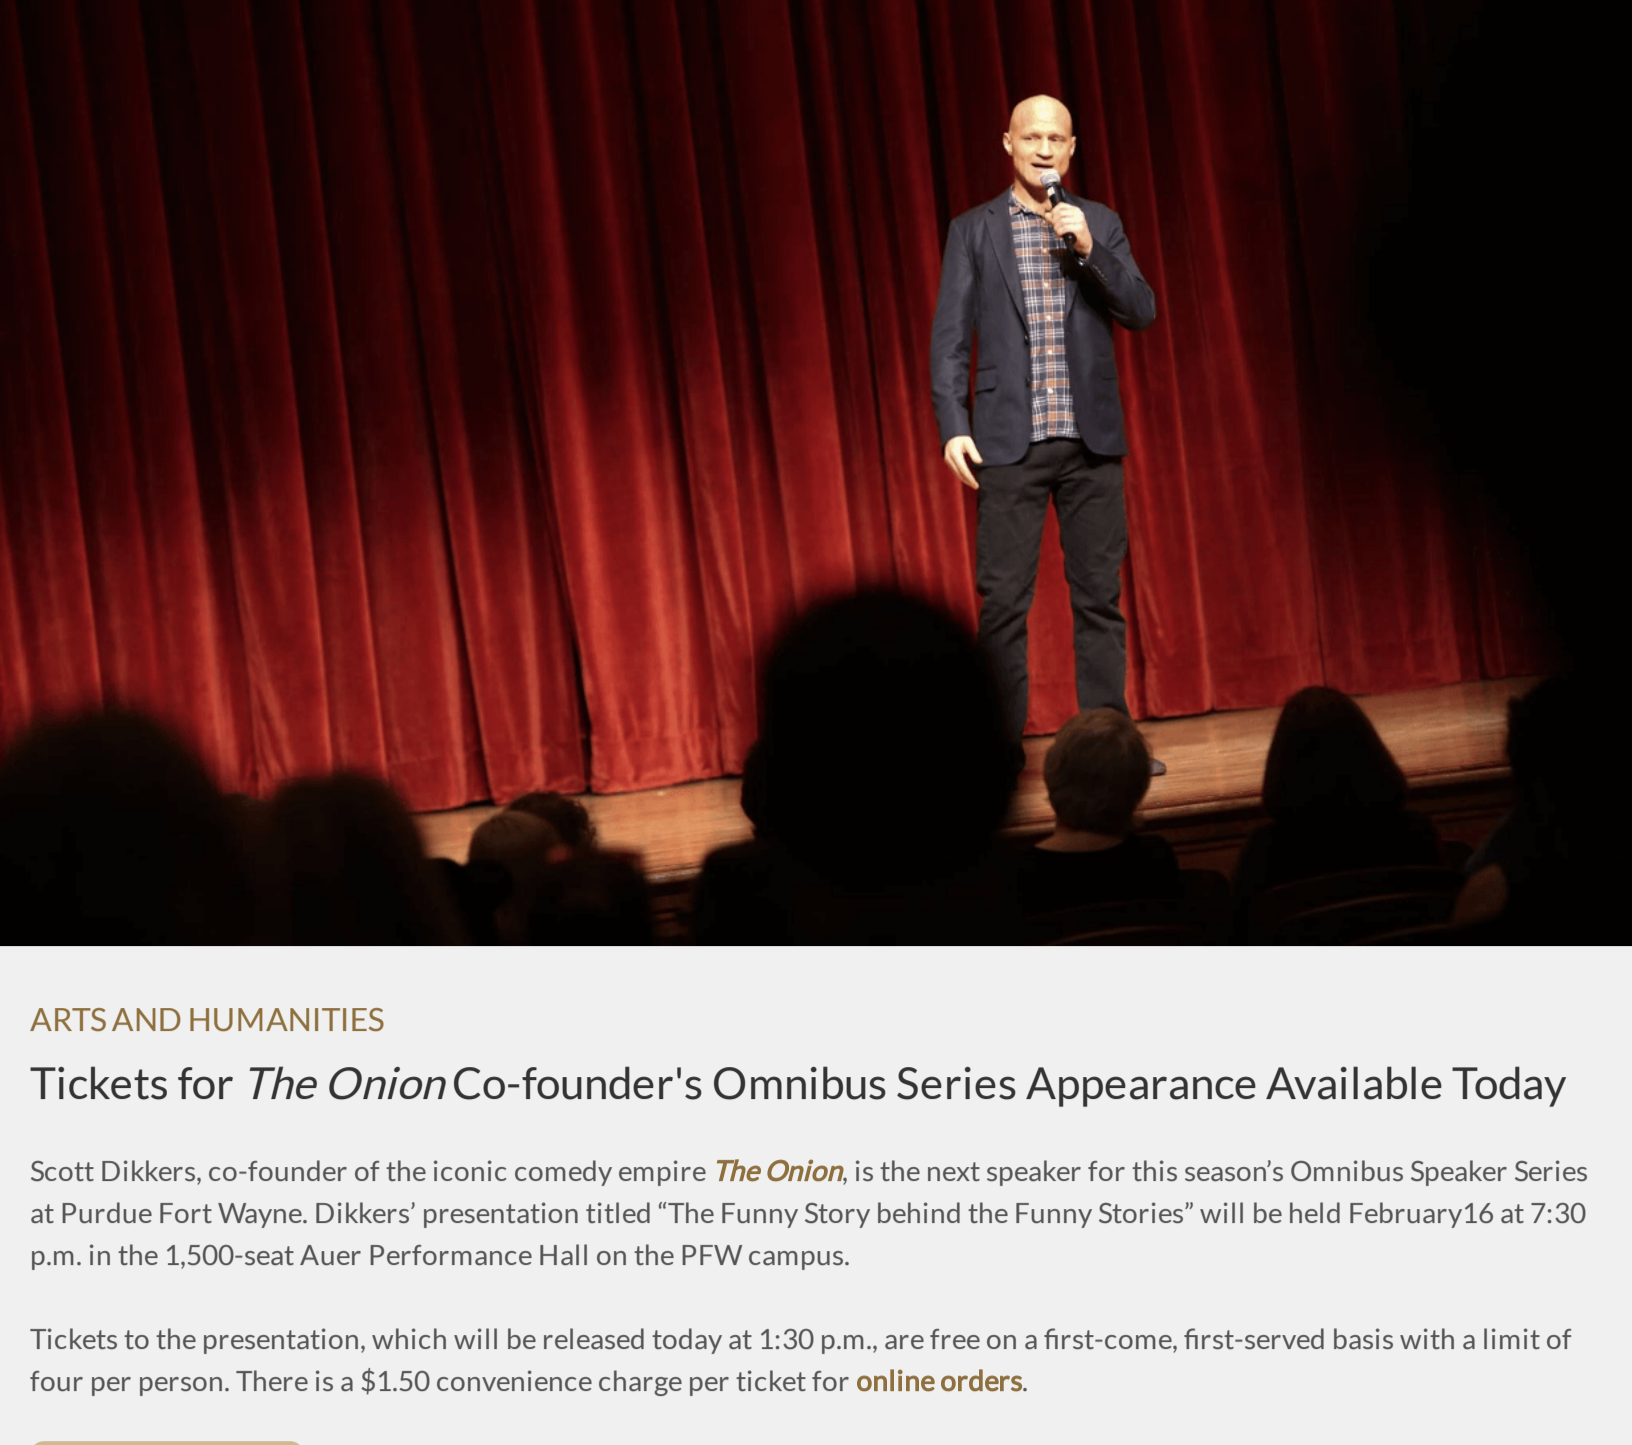 ARTS AND HUMANITIES
Tickets for The Onion Co-founder's Omnibus Series Appearance Available Today
Scott Dikkers, co-founder of the iconic comedy empire The Onion, is the next speaker for this season’s Omnibus Speaker Series
at Purdue Fort Wayne. Dikkers’ presentation titled “The Funny Story behind the Funny Stories” will be held February16 at 7:30
p.m. in the 1,500-seat Auer Performance Hall on the PFW campus.
Tickets to the presentation, which will be released today at 1:30 p.m., are free on a first-come, first-served basis with a limit of
four per person. There is a $1.50 convenience charge per ticket for online orders.